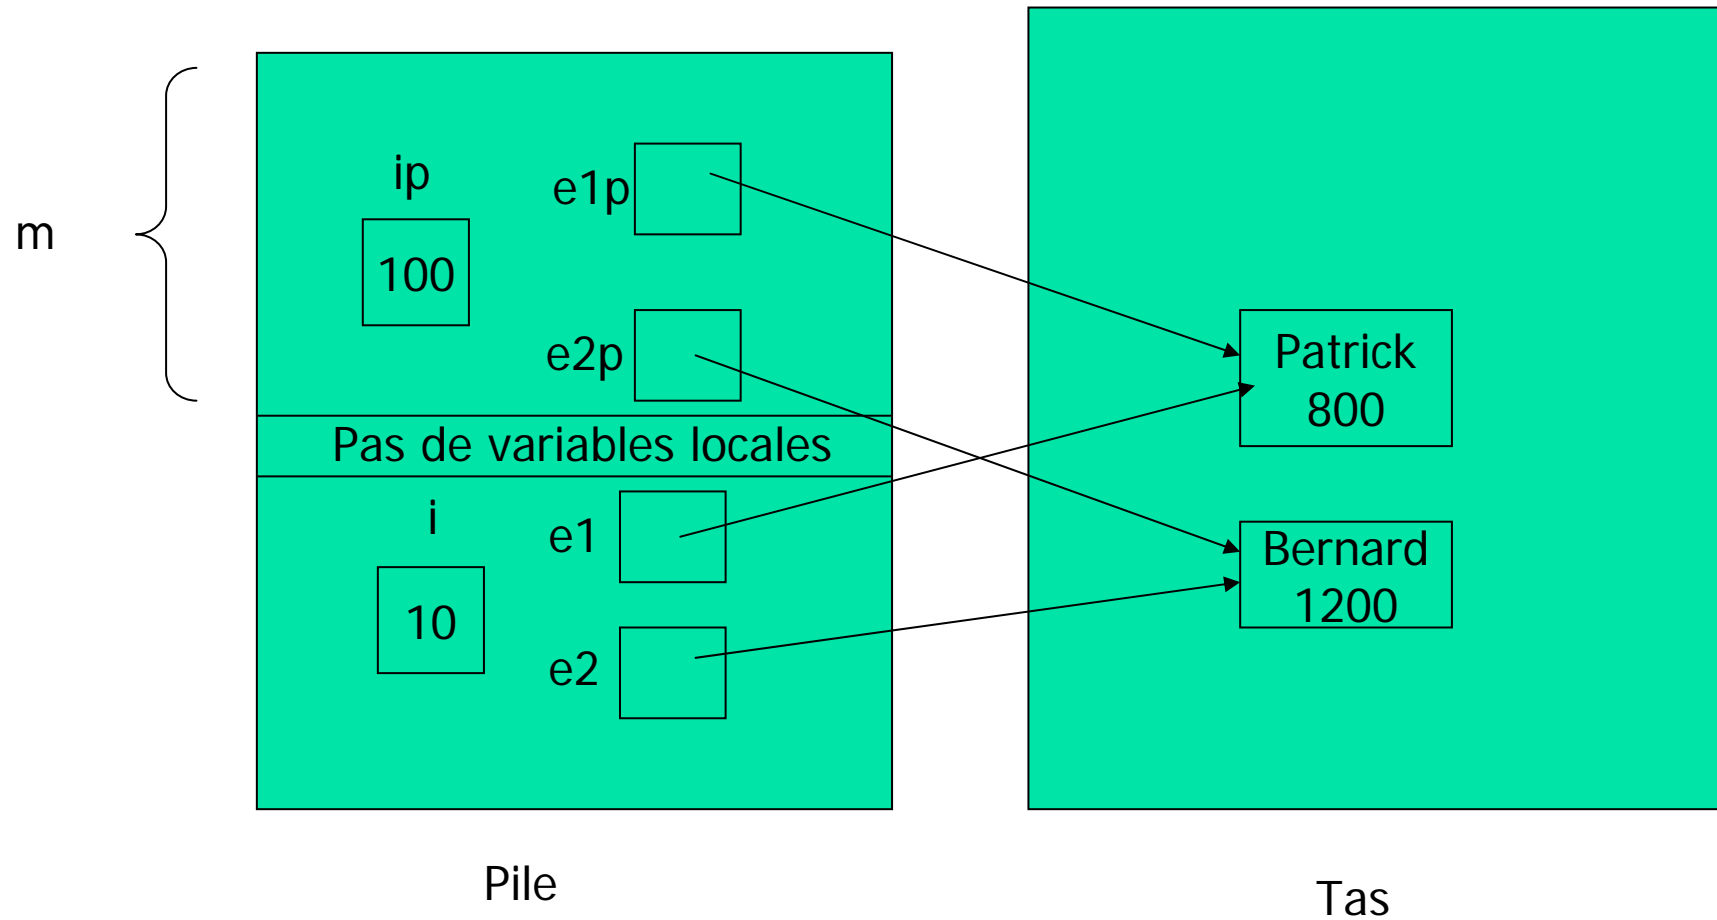 m
ip
100
e1p
e2p
Pas de variables locales
i
10
e1
e2
Patrick
800
Bernard
1200
Pile
Tas